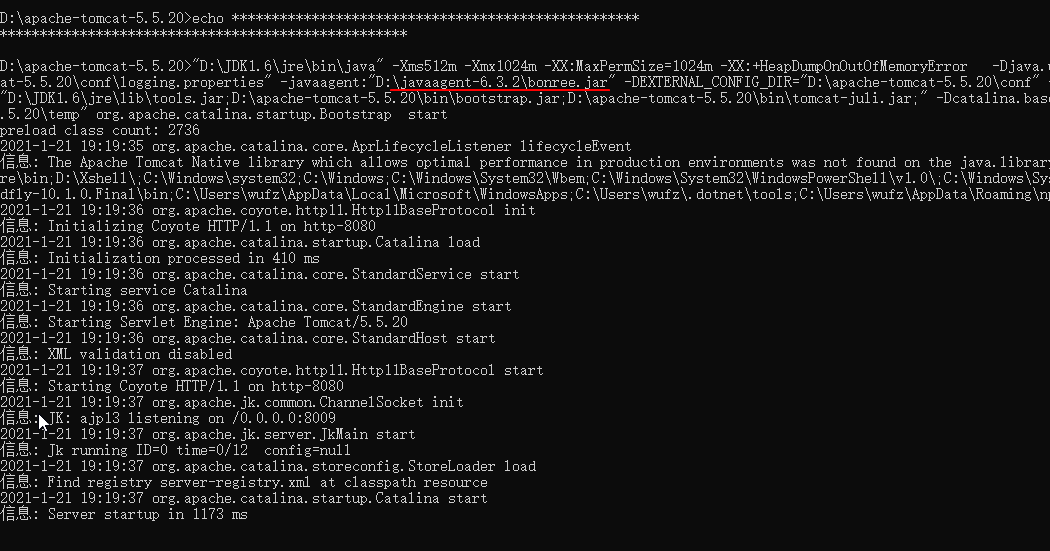 D:\apache-tomcat-5.5.20>echo ***************************************************
***************************************************
D:\apache-tomcat-5.5.20>"D:\JDK1.6\jre\bin\java" -Xms512m -Xmx1024m -XX:MaxPermSize=1024m -XX:+HeapDumpOnOutOfMemoryError -Djava.u
at-5.5.20\conf\logging.properties" -javaagent:"D:\javaagent-6.3.2\bonree.jar" -DEXTERNAL_CONFIG_DIR="D:\apache-tomcat-5.5.20\conf"
"D:\JDK1.6\jre\lib\tools.jar;D:\apache-tomcat-5.5.20\bin\bootstrap.jar;D:\apache-tomcat-5.5.20\bin\tomcat-juli.jar;" -Dcatalina.base
.5.20\temp" org.apache.catalina.startup.Bootstrap start
preload class count: 2736
2021-1-21 19:19:35 org.apache.catalina.core.AprLifecycleListener lifecycleEvent
信息: The Apache Tomcat Native library which allows optimal performance in production environments was not found on the java.library
re\bin;D:\Xshell\;C:\Windows\system32;C:\Windows;C:\Windows\System32\Wbem;C:\Windows\System32\WindowsPowerShell\v1.0\;C:\Windows\Sys
dfly-10.1.0.Final\bin;C:\Users\wufz\AppData\Local\Microsoft\WindowsApps;C:\Users\wufz\.dotnet\tools;C:\Users\wufz\AppData\Roaming\np
2021-1-21 19:19:36 org.apache.coyote.http11.Http11BaseProtocol init
信息: Initializing Coyote HTTP/1.1 on http-8080
2021-1-21 19:19:36 org.apache.catalina.startup.Catalina load
信息: Initialization processed in 410 ms
2021-1-21 19:19:36 org.apache.catalina.core.StandardService start
信息: Starting service Catalina
2021-1-21 19:19:36 org.apache.catalina.core.StandardEngine start
信息: Starting Servlet Engine: Apache Tomcat/5.5.20
2021-1-21 19:19:36 org.apache.catalina.core.StandardHost start
信息: XML validation disabled
2021-1-21 19:19:37 org.apache.coyote.http11.Http11BaseProtocol start
信息: Starting Coyote HTTP/1.1 on http-8080
2021-1-21 19:19:37 org.apache.jk.common.ChannelSocket init
信息: JK: ajp13 listening on /0.0.0.0:8009
2021-1-21 19:19:37 org.apache.jk.server.JkMain start
信息: Jk running ID=0 time=0/12 config=null
2021-1-21 19:19:37 org.apache.catalina.storeconfig.StoreLoader load
信息: Find registry server-registry.xml at classpath resource
2021-1-21 19:19:37 org.apache.catalina.startup.Catalina start
信息: Server startup in 1173 ms